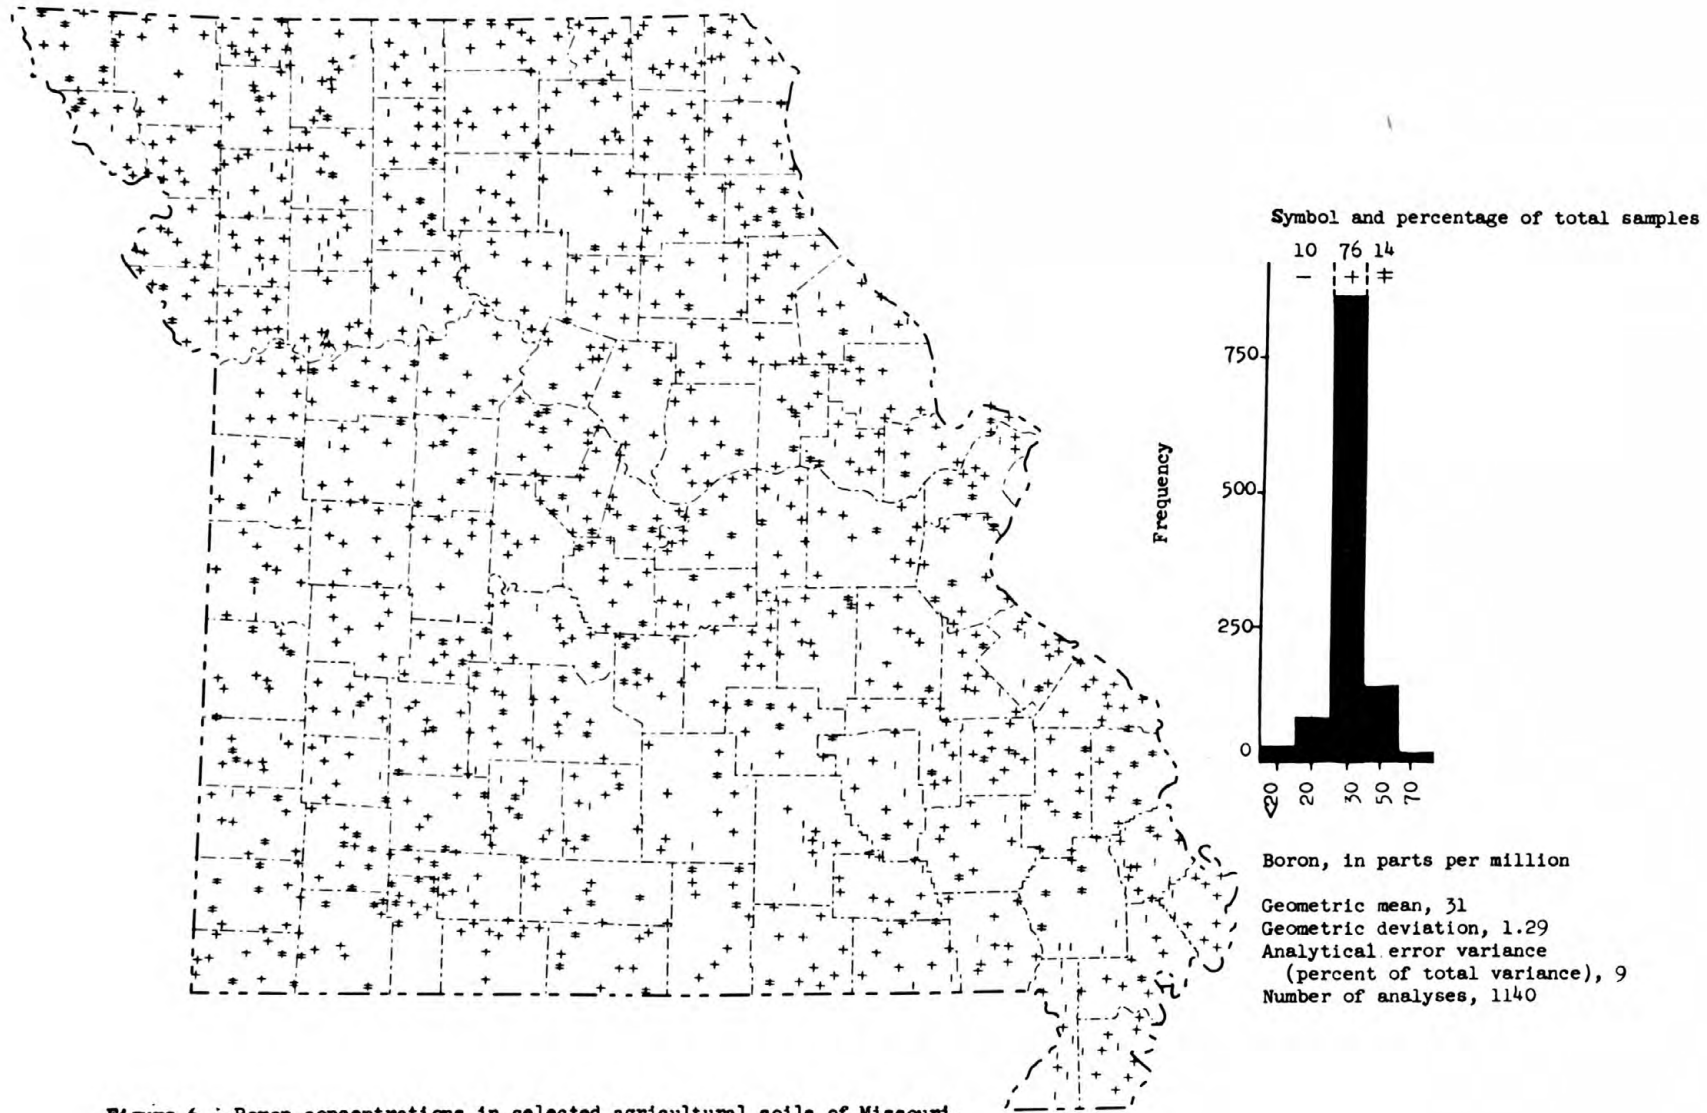 Symbol and percentage of total samples
10 76 14
− + ‡
750
500
250
0
Frequency
<20 20 30 50 70
Boron, in parts per million
Geometric mean, 31
Geometric deviation, 1.29
Analytical error variance
(percent of total variance), 9
Number of analyses, 1140
Figure 6. Boron concentrations in selected agricultural soils of Missouri